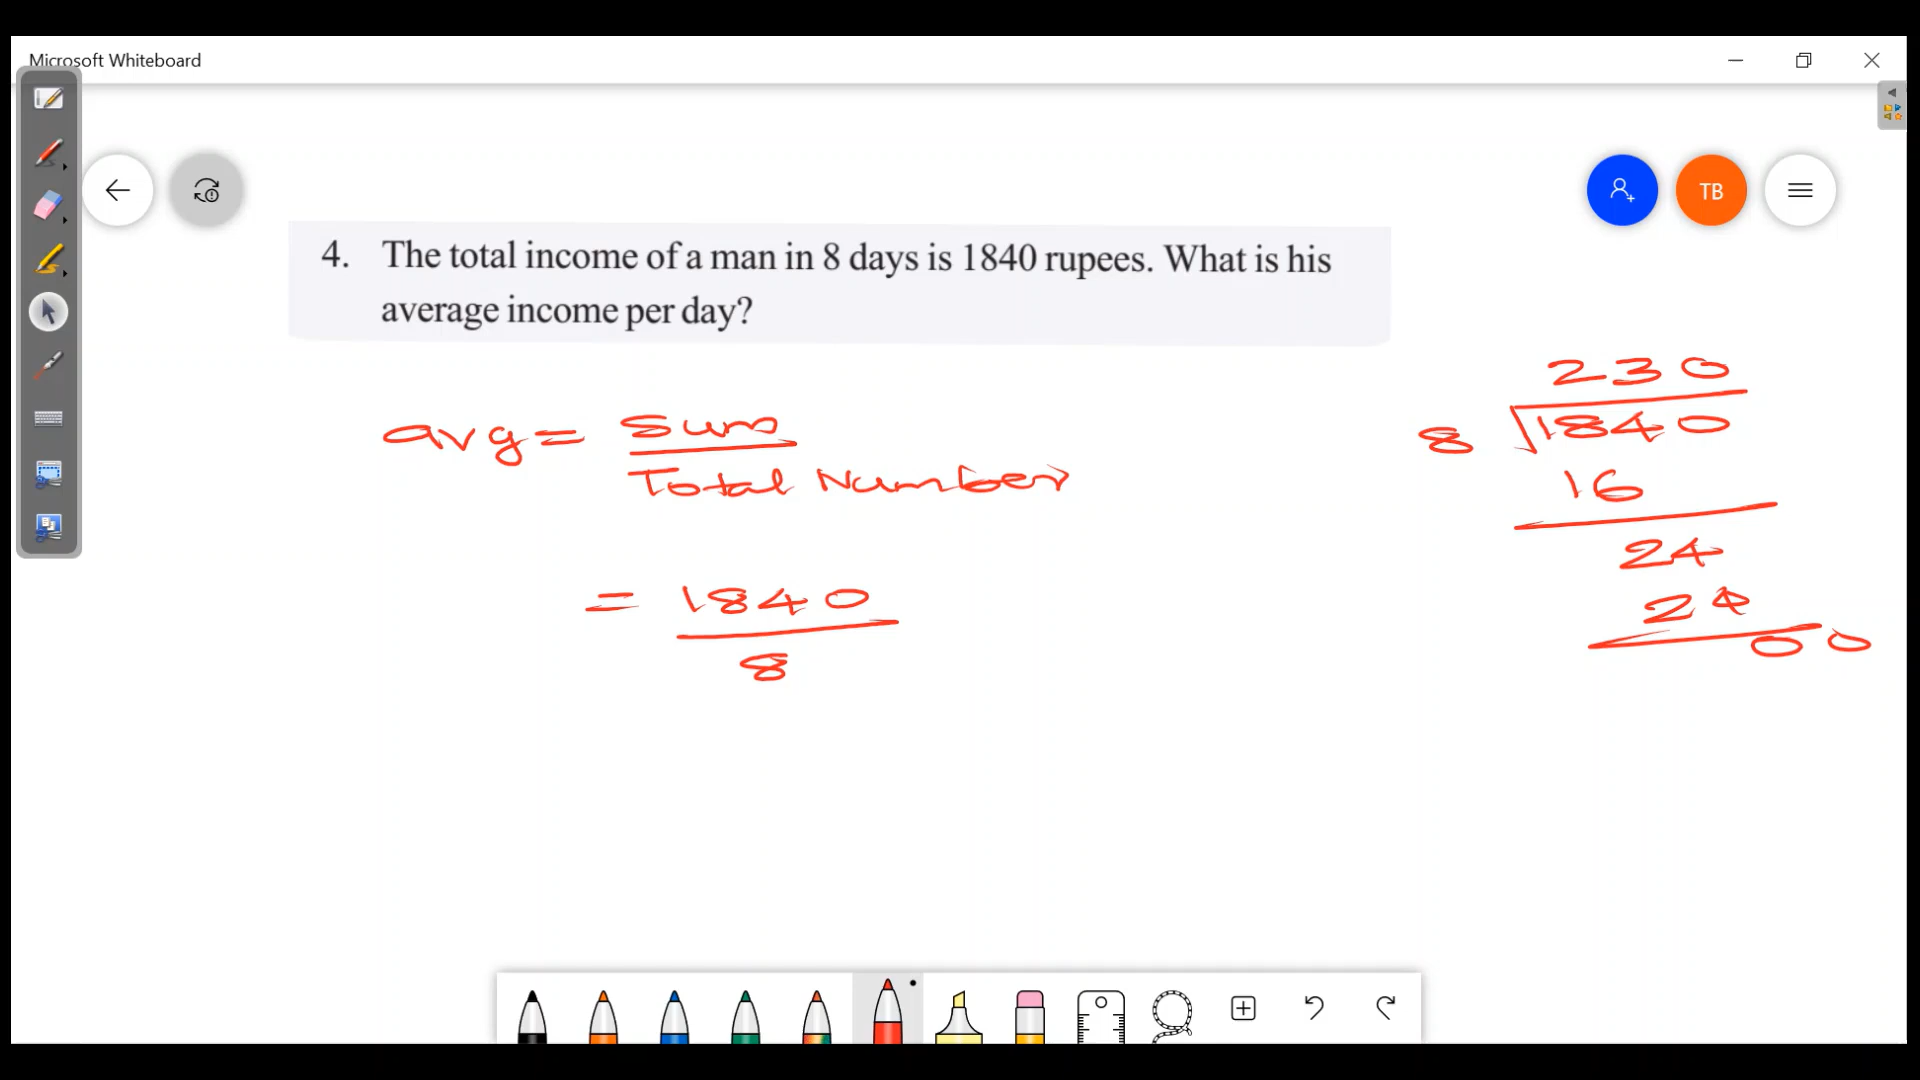 Microsoft Whiteboard
TB
4. The total income of a man in 8 days is 1840 rupees. What is his
average income per day?
avg = Sum
Total Number
= 1840
8
230
8 √1840
16
24
24
00